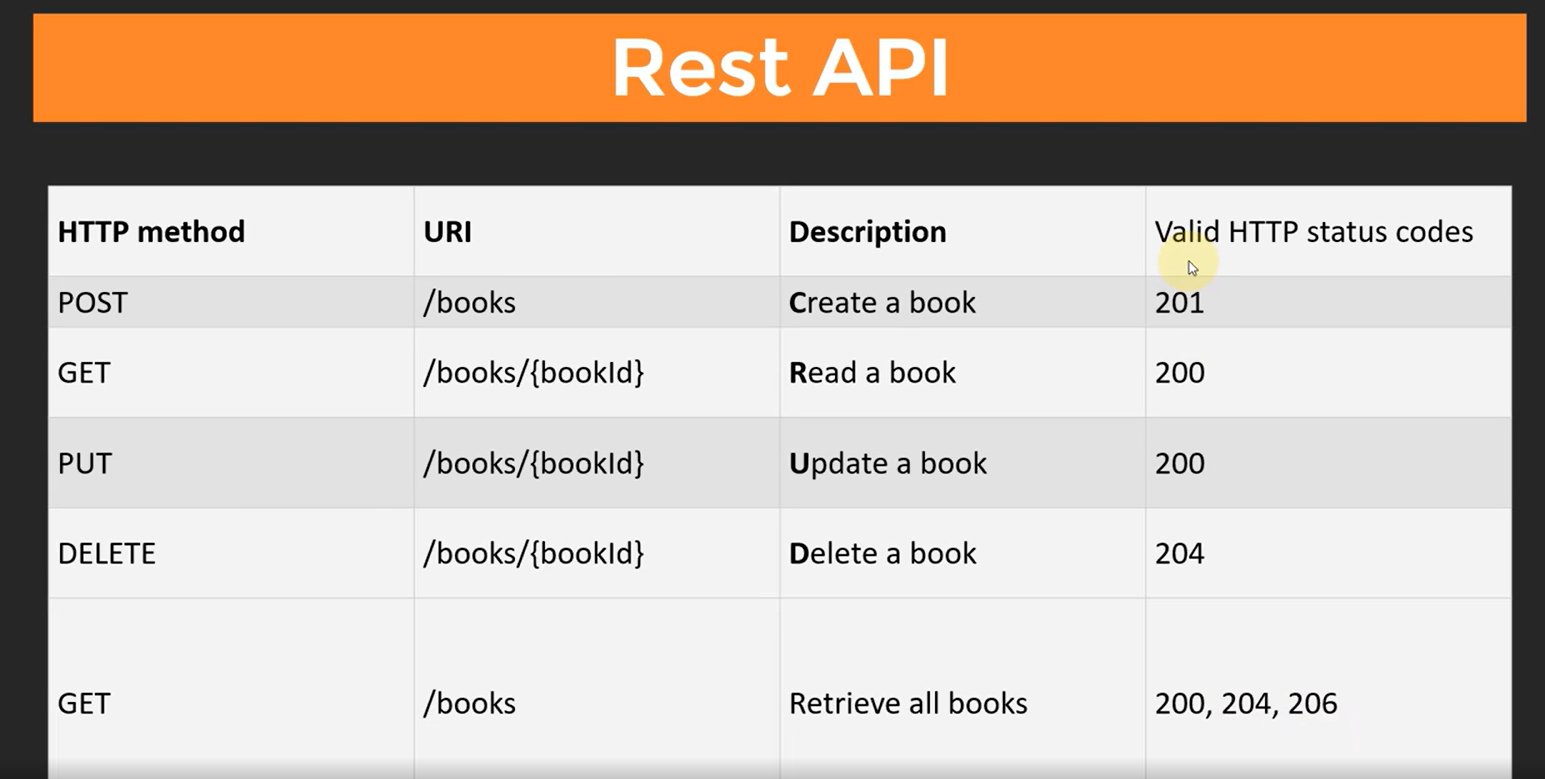 Rest API
HTTP method URI Description Valid HTTP status codes
POST /books Create a book 201
GET /books/{bookId} Read a book 200
PUT /books/{bookId} Update a book 200
DELETE /books/{bookId} Delete a book 204
GET /books Retrieve all books 200, 204, 206